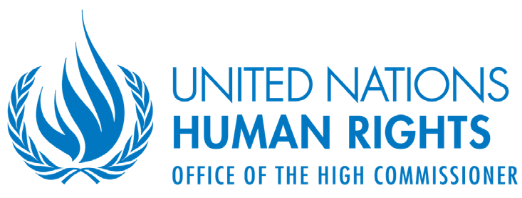 UNITED NATIONS
HUMAN RIGHTS
OFFICE OF THE HIGH COMMISSIONER